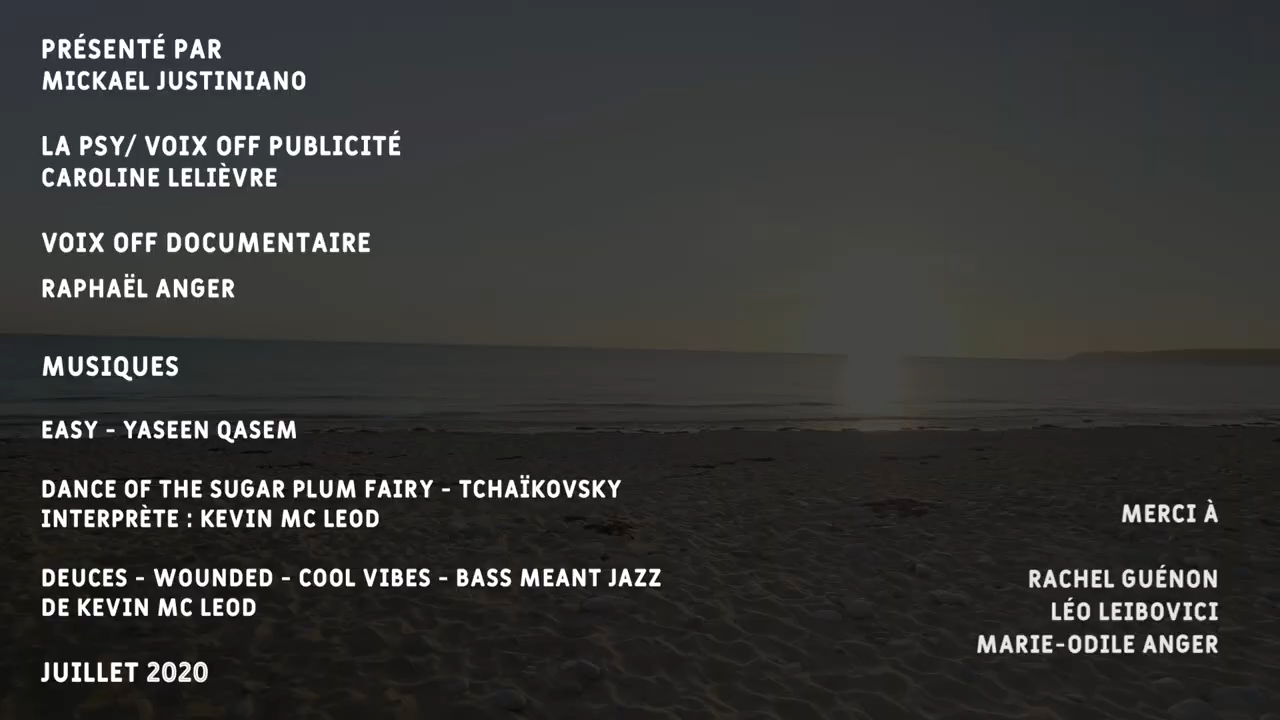 PRÉSENTÉ PAR
MICKAEL JUSTINIANO
LA PSY/ VOIX OFF PUBLICITÉ
CAROLINE LELIÈVRE
VOIX OFF DOCUMENTAIRE
RAPHAËL ANGER
MUSIQUES
EASY - YASEEN QASEM
DANCE OF THE SUGAR PLUM FAIRY - TCHAÏKOVSKY
INTERPRÈTE : KEVIN MC LEOD
DEUCES - WOUNDED - COOL VIBES - BASS MEANT JAZZ
DE KEVIN MC LEOD
JUILLET 2020
MERCI À
RACHEL GUÉNON
LÉO LEIBOVICI
MARIE-ODILE ANGER